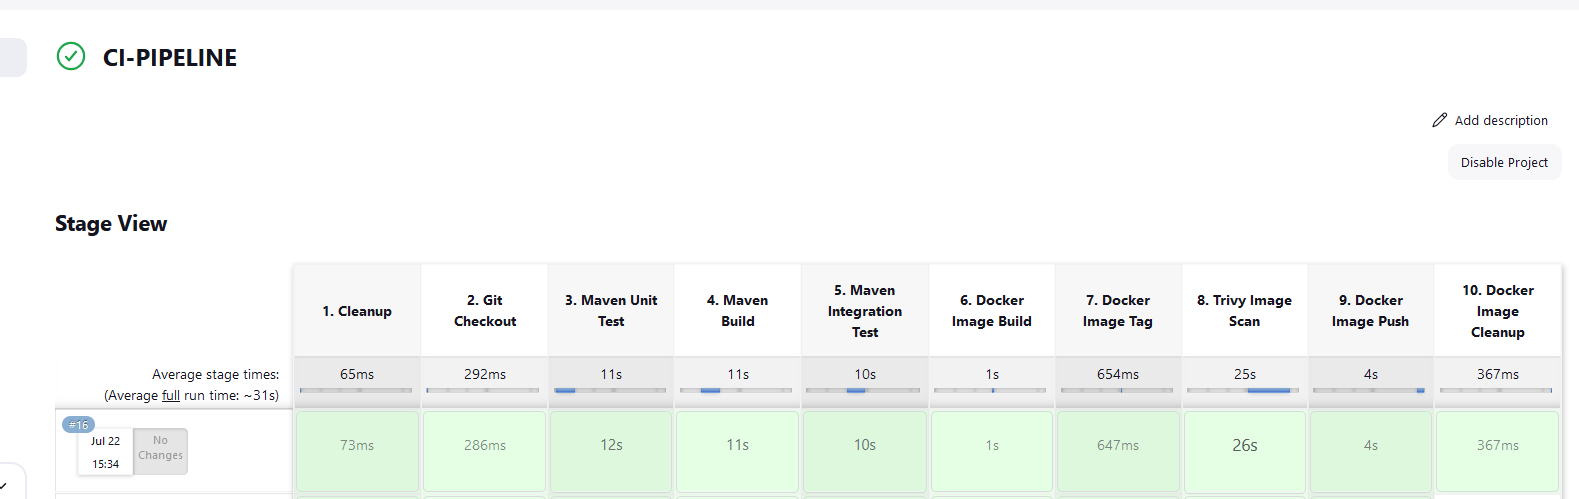 CI-PIPELINE
Add description
Disable Project
Stage View
1. Cleanup
2. Git
Checkout
3. Maven Unit
Test
4. Maven
Build
5. Maven
Integration
Test
6. Docker
Image Build
7. Docker
Image Tag
8. Trivy Image
Scan
9. Docker
Image Push
10. Docker
Image
Cleanup
Average stage times:
(Average full run time: ~31s)
65ms
292ms
11s
11s
10s
1s
654ms
25s
4s
367ms
#16
Jul 22
15:34
No
Changes
73ms
286ms
12s
11s
10s
1s
647ms
26s
4s
367ms